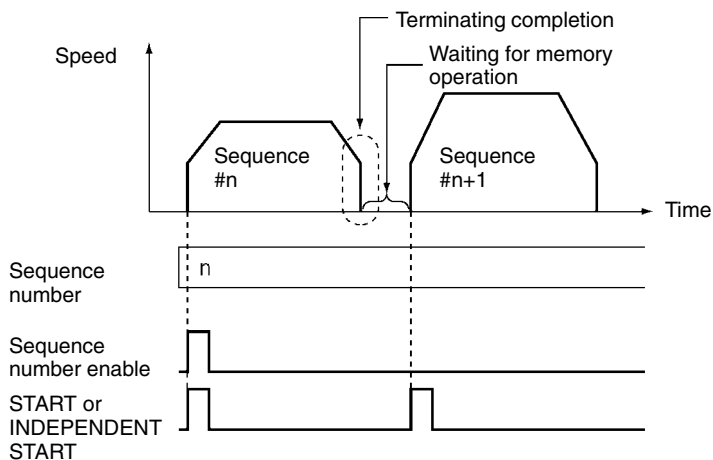 Terminating completion
Speed
Waiting for memory
operation
Sequence
#n
Sequence
#n+1
Time
Sequence
number
n
Sequence
number enable
START or
INDEPENDENT
START